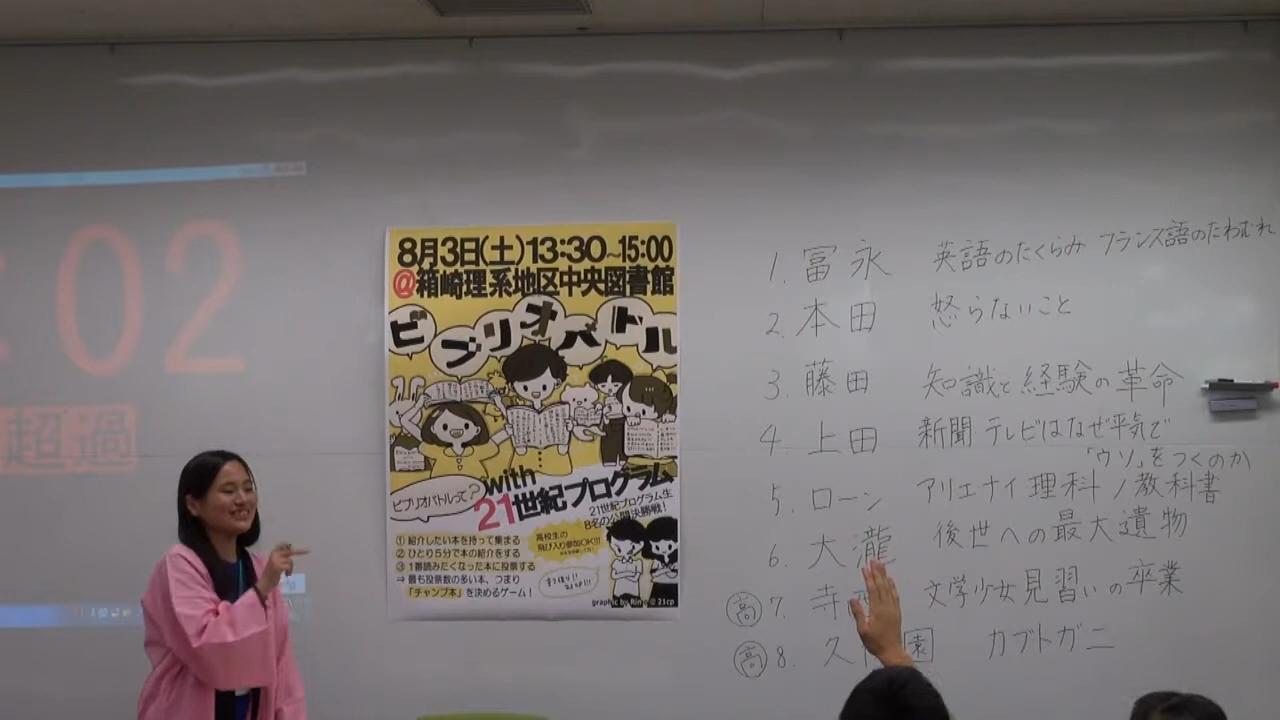 :02
超過
8月3日(土)13:30~15:00
@箱崎理系地区中央図書館
ビブリオバトル
with
21世紀プログラム
ビブリオバトルって?
21世紀プログラム生
8名の公開決勝戦!
高校生の
飛び入り参加OK!!!
① 紹介したい本を持って集まる
② ひとり5分で本の紹介をする
③ 1番読みたくなった本に投票する
⇒ 最も投票数の多い本、つまり
「チャンプ本」を決めるゲーム!
graphic by Rin @ 21cp
1. 冨永 英語のたくらみ フランス語のたわむれ
2. 本田 怒らないこと
3. 藤田 知識と経験の革命
4. 上田 新聞 テレビはなぜ平気で
「ウソ」をつくのか
5. ローン アリエナイ理科ノ教科書
6. 大瀧 後世への最大遺物
高 7. 寺 文学少女見習いの卒業
高 8. 久 園 カブトガニ